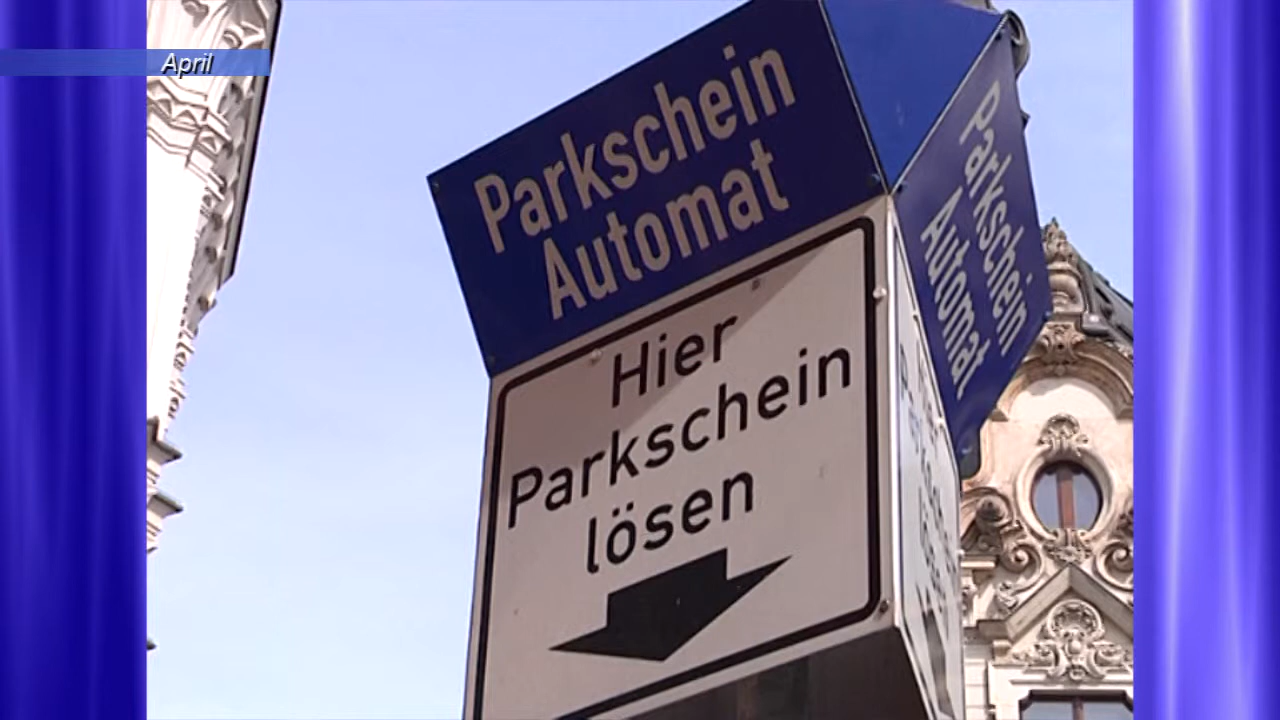 April
Parkschein
Automat
Parkschein
Automat
Hier
Parkschein
lösen